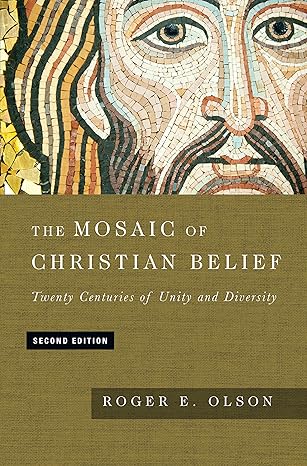 THE MOSAIC OF
CHRISTIAN BELIEF
Twenty Centuries of Unity and Diversity
SECOND EDITION
ROGER E. OLSON